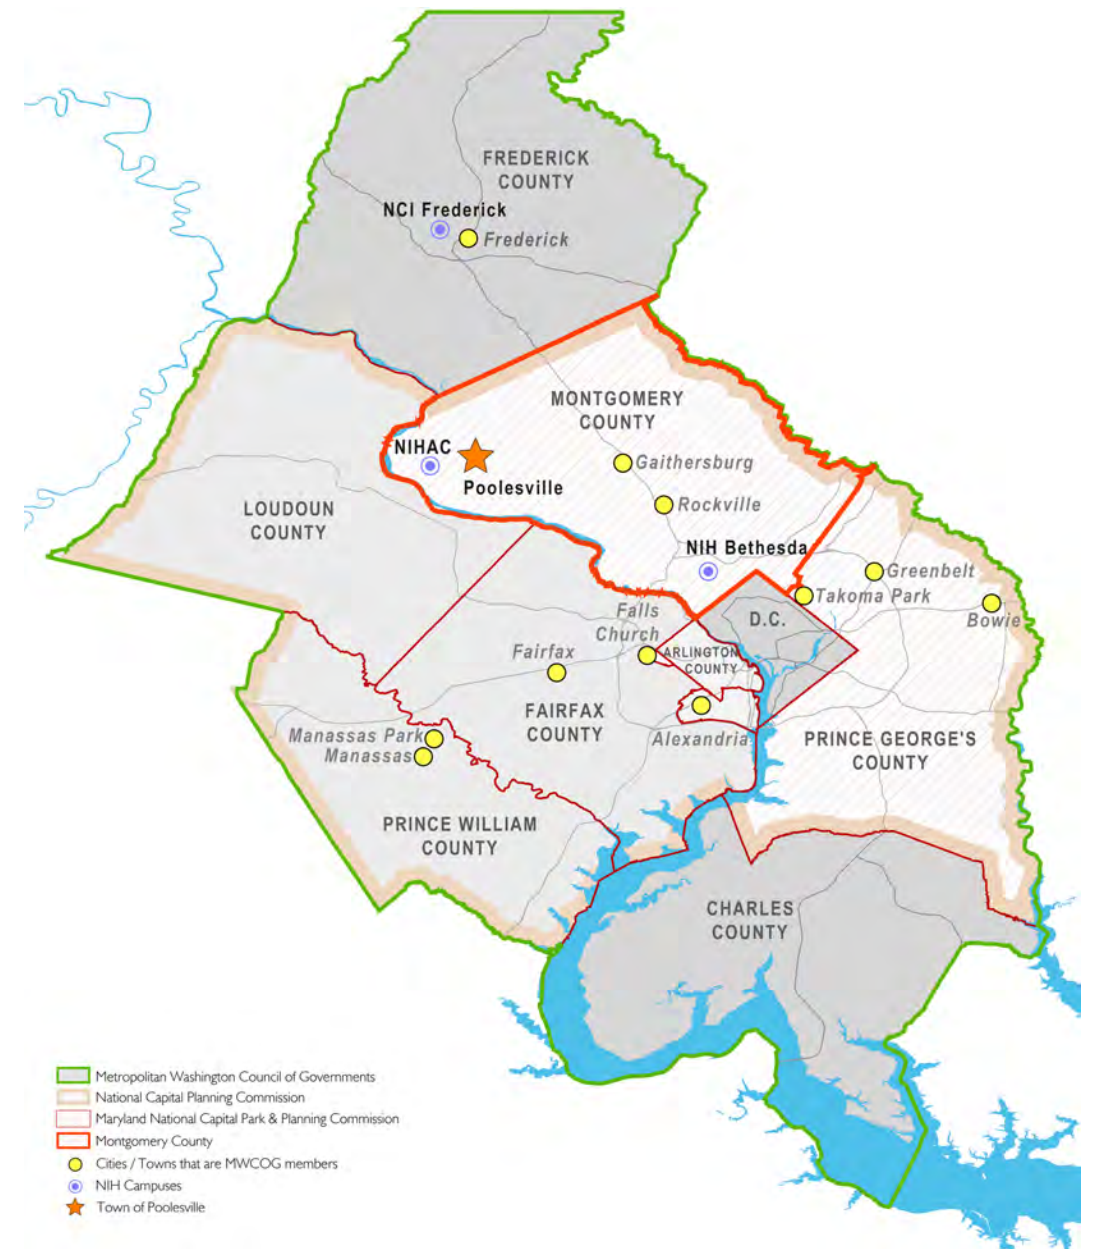 FREDERICK
COUNTY
NCI Frederick
Frederick
MONTGOMERY
COUNTY
NIHAC
Gaithersburg
Poolesville
Rockville
LOUDOUN
COUNTY
NIH Bethesda
Greenbelt
Takoma Park
Falls
Church
D.C.
Bowie
Fairfax
ARLINGTON
COUNTY
FAIRFAX
COUNTY
Manassas Park
Manassas
Alexandria
PRINCE GEORGE'S
COUNTY
PRINCE WILLIAM
COUNTY
CHARLES
COUNTY
Metropolitan Washington Council of Governments
National Capital Planning Commission
Maryland National Capital Park & Planning Commission
Montgomery County
Cities / Towns that are MWCOG members
NIH Campuses
Town of Poolesville